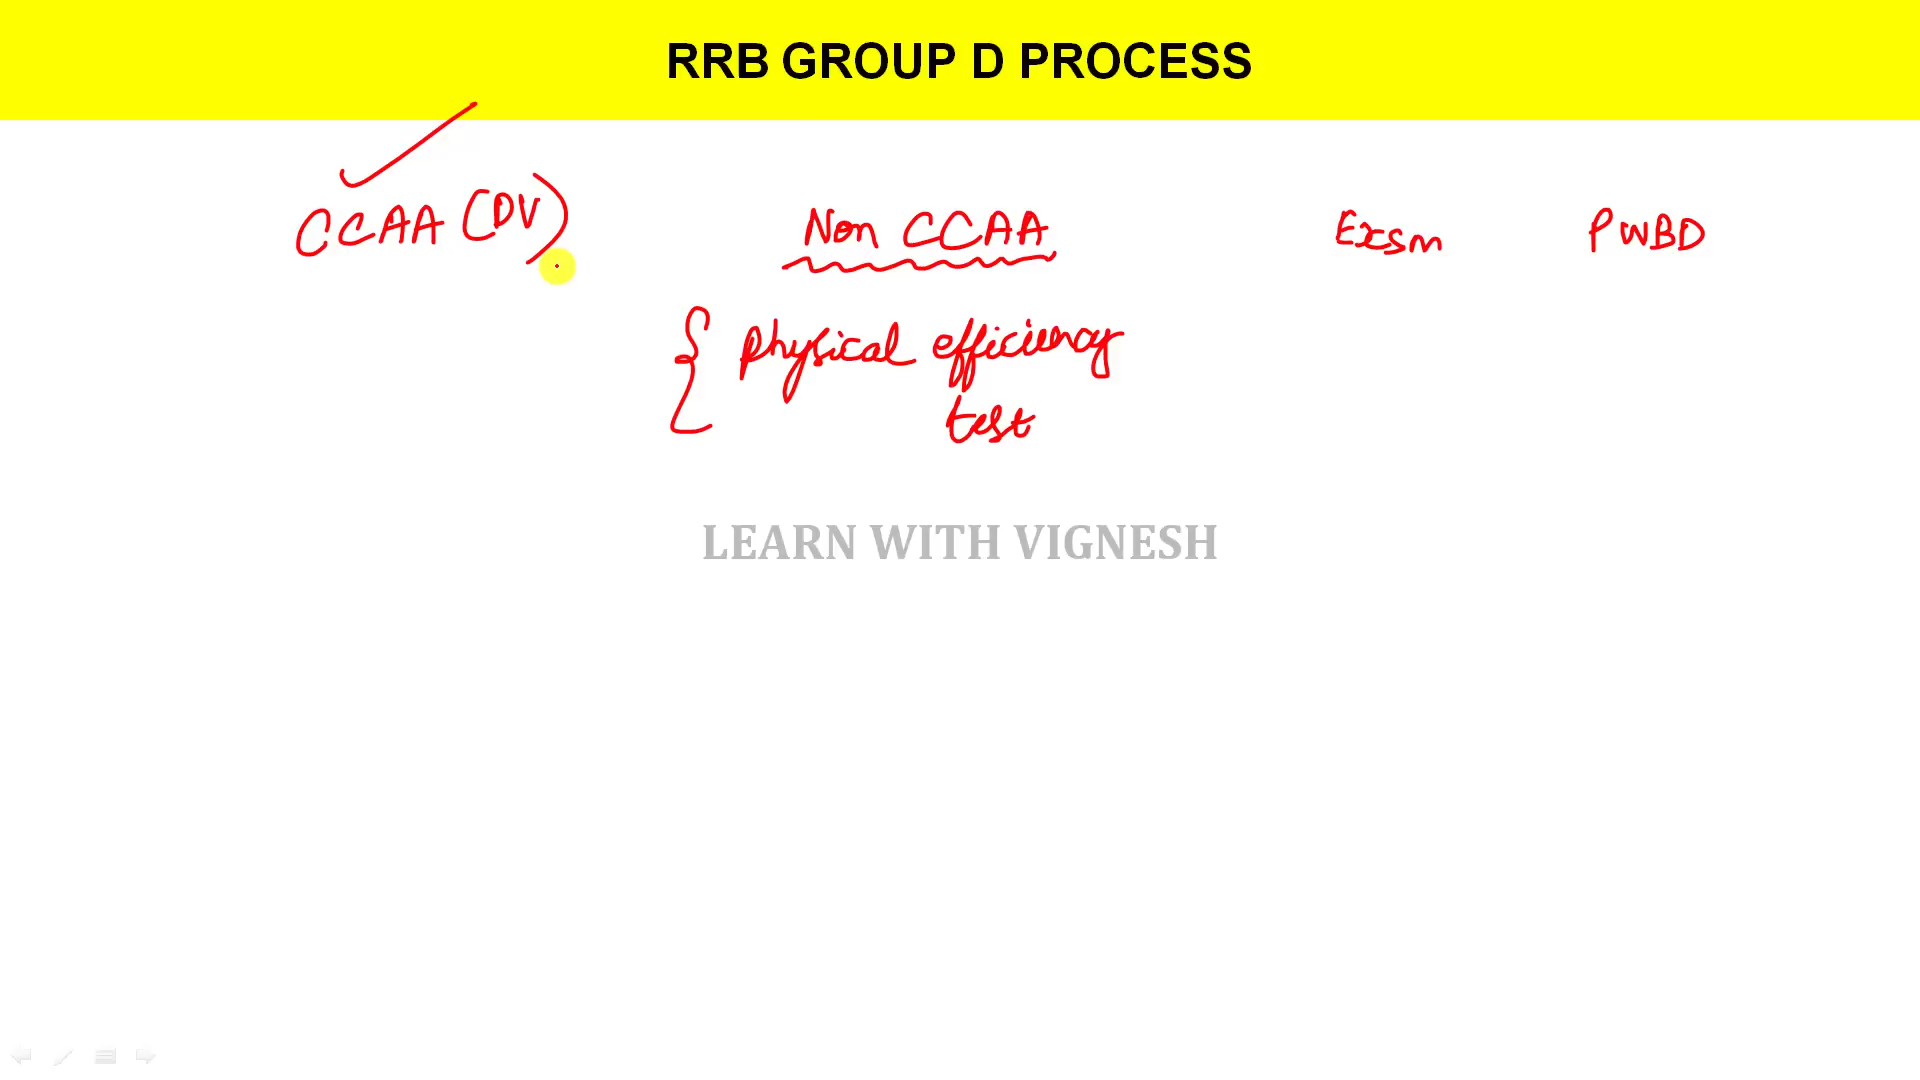 RRB GROUP D PROCESS
CCAA (DV) Non CCAA Exsm PWBD
Physical efficiency
test
LEARN WITH VIGNESH